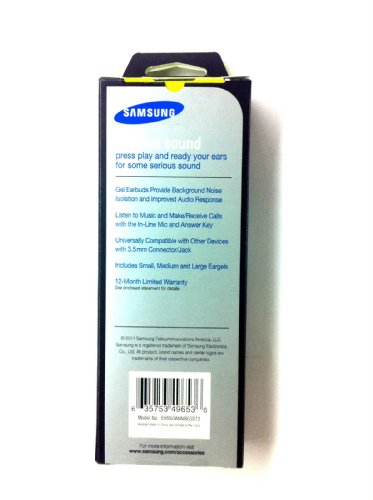 SAMSUNG
sound
press play and ready your ears
for some serious sound
Gel Earbuds Provide Background Noise
Isolation and Improved Audio Response
Listen to Music and Make/Receive Calls
with the In-Line Mic and Answer Key
Universally Compatible with Other Devices
with 3.5mm Connector/Jack
Includes Small, Medium and Large Eargels
12-Month Limited Warranty
See enclosed statement for details
© 2011 Samsung Telecommunications America, LLC
Samsung is a registered trademark of Samsung Electronics
Co., Ltd. All product, brand names and carrier signs are
trademarks of their respective owners.
6 35753 49653 6
Model No.:
For more information visit
www.samsung.com/accessories